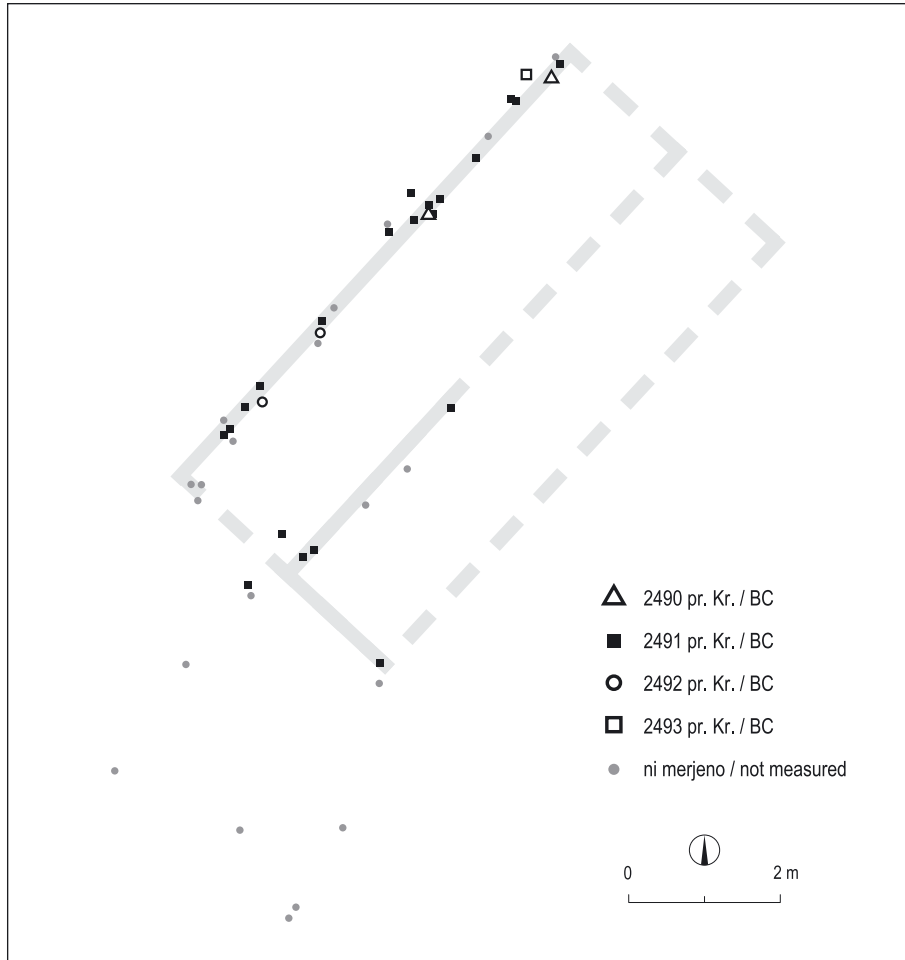 2490 pr. Kr. / BC
2491 pr. Kr. / BC
2492 pr. Kr. / BC
2493 pr. Kr. / BC
ni merjeno / not measured
0 2 m